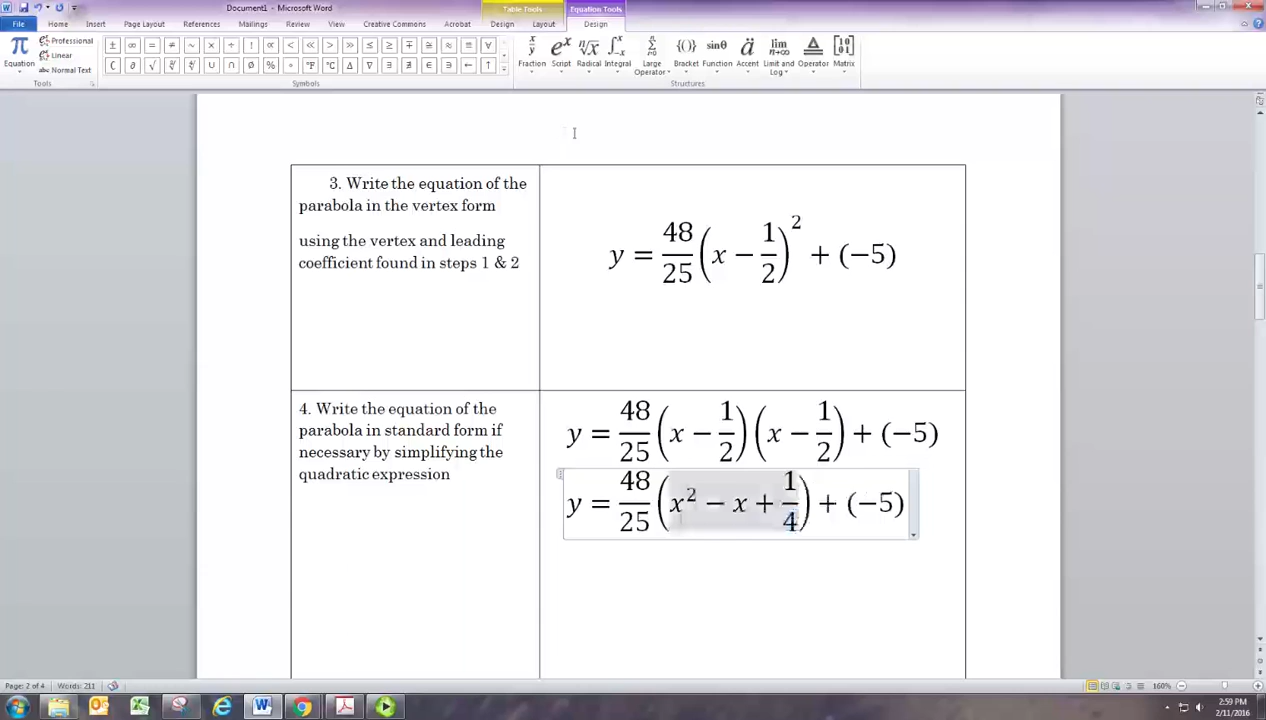 Document1 - Microsoft Word
Table Tools
Equation Tools
File Home Insert Page Layout References Mailings Review View Creative Commons Acrobat Design Layout Design
Equation
Professional
Linear
abc Normal Text
Tools
± ∞ = ≠ ~ × ÷ ! ∝ < ≪ > ≫ ≤ ≥ ∓ ≅ ≈ ≡ ∀
∁ ∂ √ ∛ ∜ ∪ ∩ ∅ % ° °F °C ∆ ∇ ∃ ∄ ∈ ∋ ← ↑
Symbols
Fraction Script Radical Integral Large Operator Bracket Function Accent Limit and Log Operator Matrix
Structures
3. Write the equation of the
parabola in the vertex form
using the vertex and leading
coefficient found in steps 1 & 2
y = 48/25 (x − 1/2)² + (−5)
4. Write the equation of the
parabola in standard form if
necessary by simplifying the
quadratic expression
y = 48/25 (x − 1/2)(x − 1/2) + (−5)
y = 48/25 (x² − x + 1/4) + (−5)
Page: 2 of 4 Words: 211
160%
2:59 PM
2/11/2016